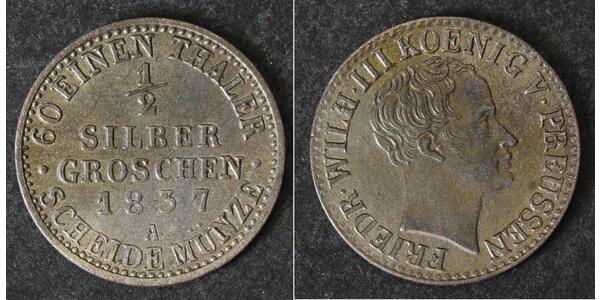 60 EINEN THALER
1/2
SILBER
GROSCHEN
1837
A
SCHEIDE MÜNZE
FRIEDR · WILH · III KOENIG V · PREUSSEN